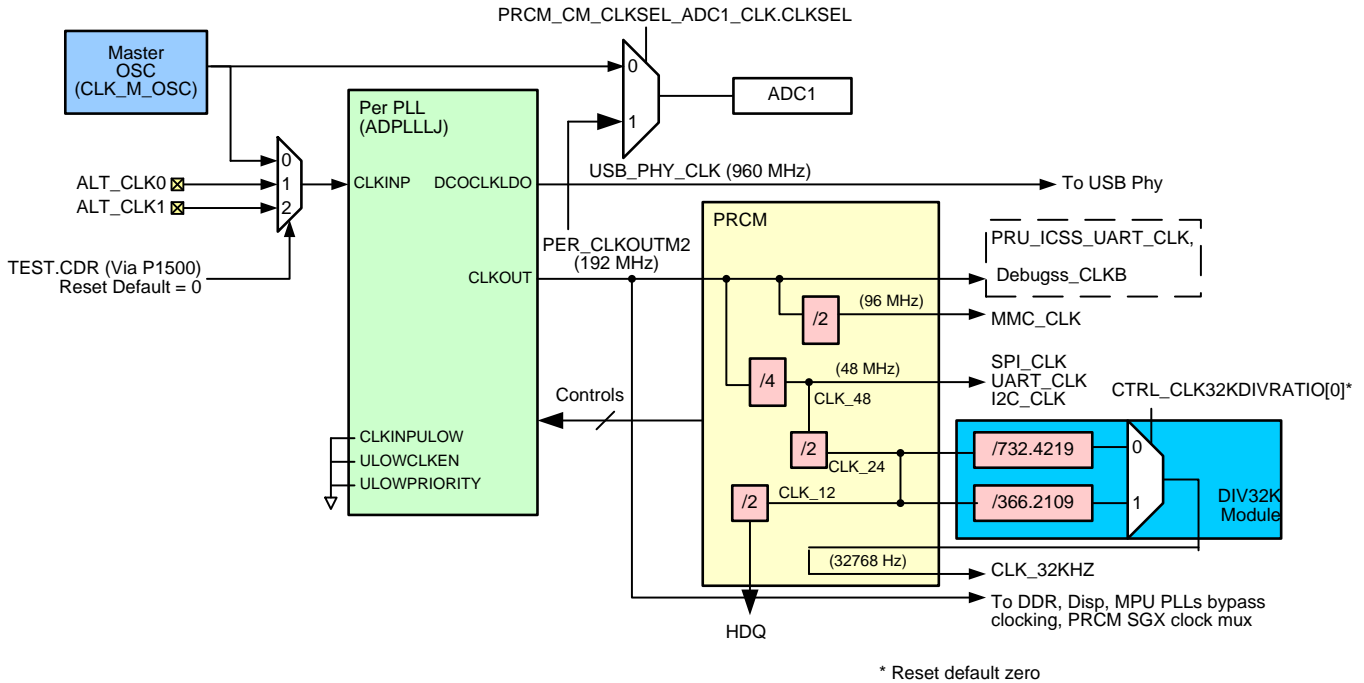 PRCM_CM_CLKSEL_ADC1_CLK.CLKSEL
Master
OSC
(CLK_M_OSC)
0
1
ADC1
Per PLL
(ADPLLLJ)
ALT_CLK0
ALT_CLK1
0
1
2
TEST.CDR (Via P1500)
Reset Default = 0
CLKINP
DCOCLKLDO
CLKOUT
CLKINPULOW
ULOWCLKEN
ULOWPRIORITY
USB_PHY_CLK (960 MHz)
To USB Phy
PER_CLKOUTM2
(192 MHz)
Controls
PRCM
PRU_ICSS_UART_CLK,
Debugss_CLKB
/2
(96 MHz)
MMC_CLK
/4
(48 MHz)
CLK_48
SPI_CLK
UART_CLK
I2C_CLK
CTRL_CLK32KDIVRATIO[0]*
/2
CLK_24
/732.4219
0
/2
CLK_12
/366.2109
1
DIV32K
Module
(32768 Hz)
CLK_32KHZ
HDQ
To DDR, Disp, MPU PLLs bypass
clocking, PRCM SGX clock mux
* Reset default zero